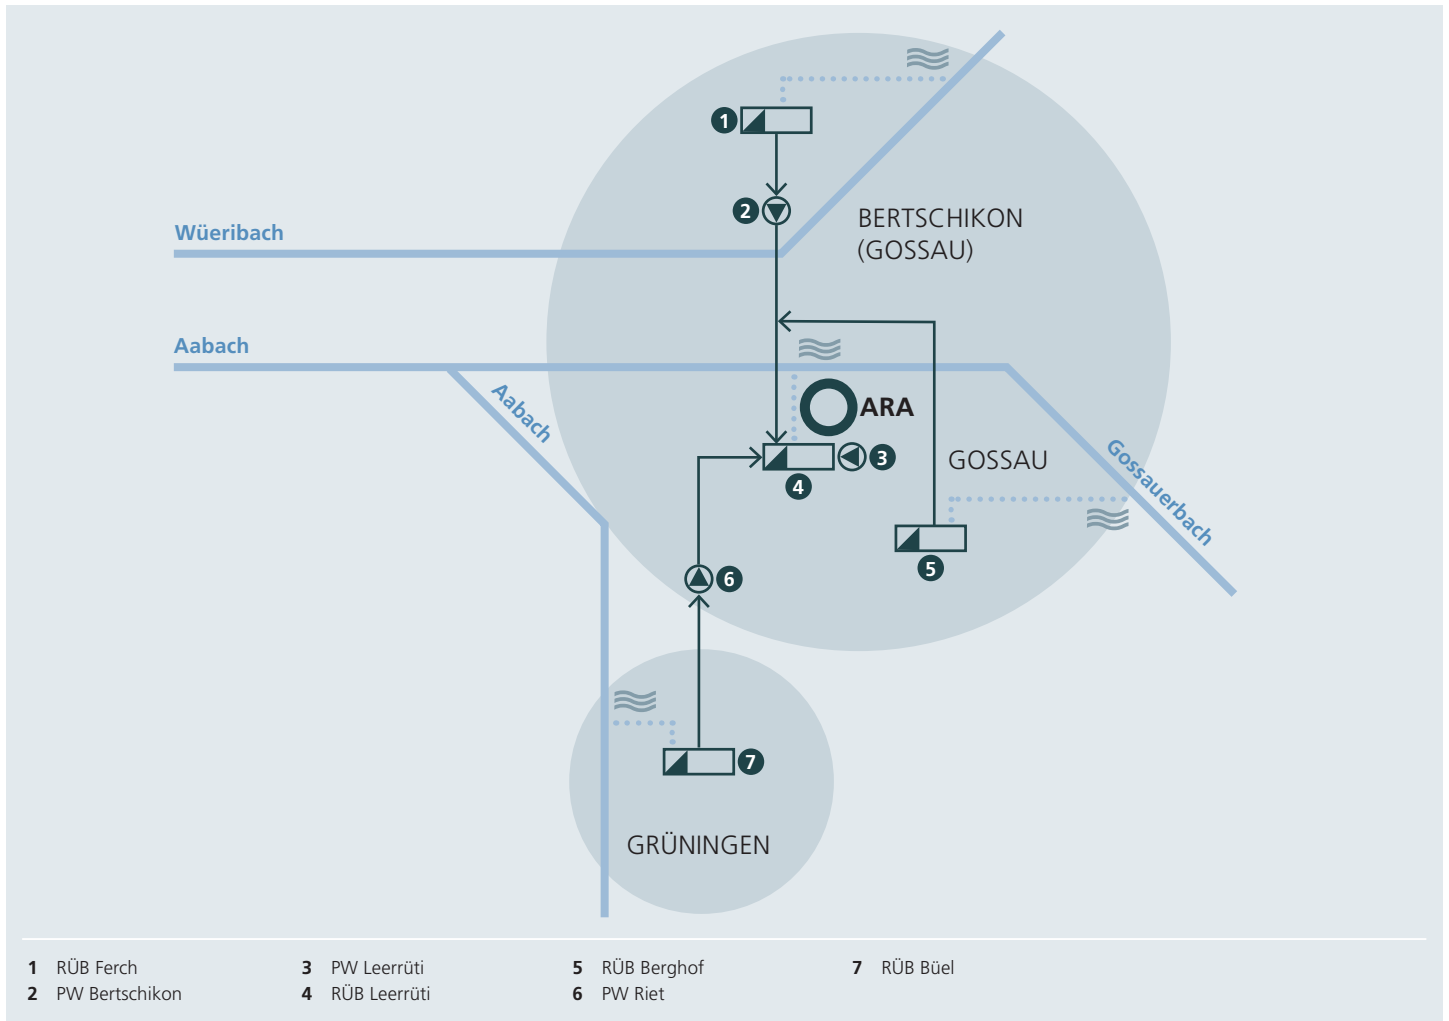 1
2
BERTSCHIKON
(GOSSAU)
Wüeribach
Aabach
Aabach
ARA
3
4
GOSSAU
Gossauerbach
5
6
7
GRÜNINGEN
1 RÜB Ferch
2 PW Bertschikon
3 PW Leerrüti
4 RÜB Leerrüti
5 RÜB Berghof
6 PW Riet
7 RÜB Büel